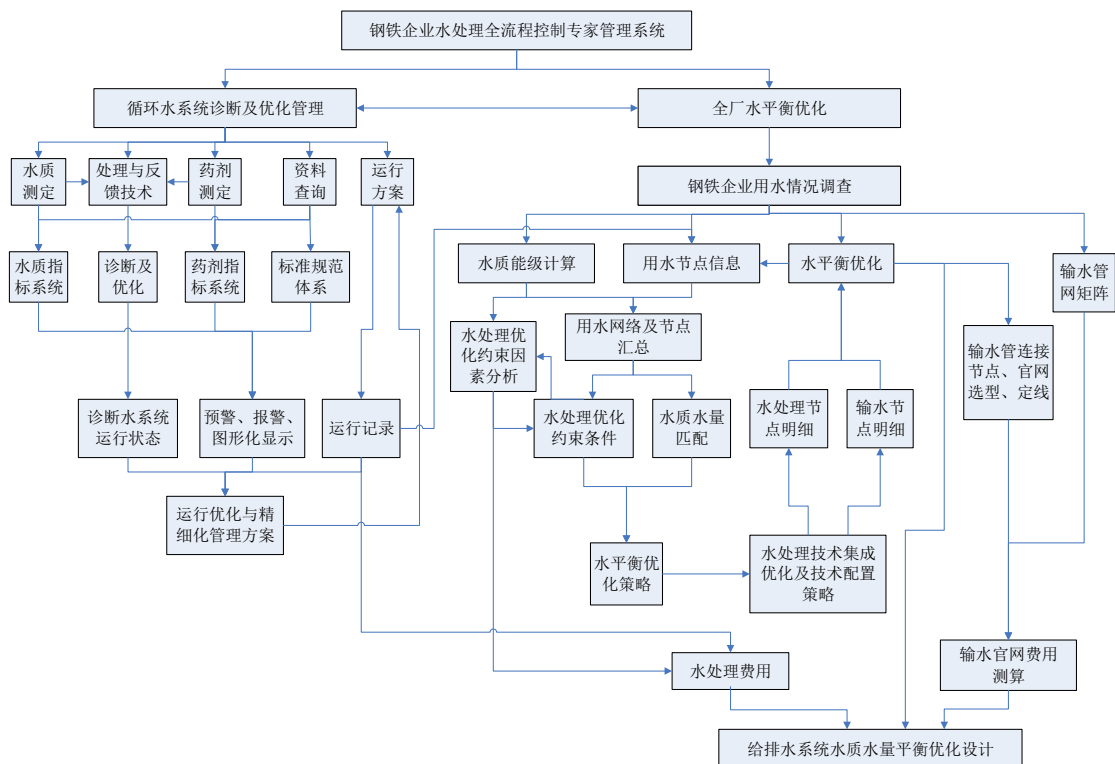 钢铁企业水处理全流程控制专家管理系统
循环水系统诊断及优化管理
全厂水平衡优化
水质
测定
处理与反
馈技术
药剂
测定
资料
查询
运行
方案
钢铁企业用水情况调查
水质指
标系统
诊断及
优化
药剂指
标系统
标准规范
体系
水质能级计算
用水节点信息
水平衡优化
输水管
网矩阵
水处理优
化约束因
素分析
用水网络及节点
汇总
输水管连接
节点、官网
选型、定线
诊断水系统
运行状态
预警、报警、
图形化显示
运行记录
水处理优化
约束条件
水质水量
匹配
水处理节
点明细
输水节
点明细
运行优化与精
细化管理方案
水平衡优
化策略
水处理技术集成
优化及技术配置
策略
水处理费用
输水官网费用
测算
给排水系统水质水量平衡优化设计